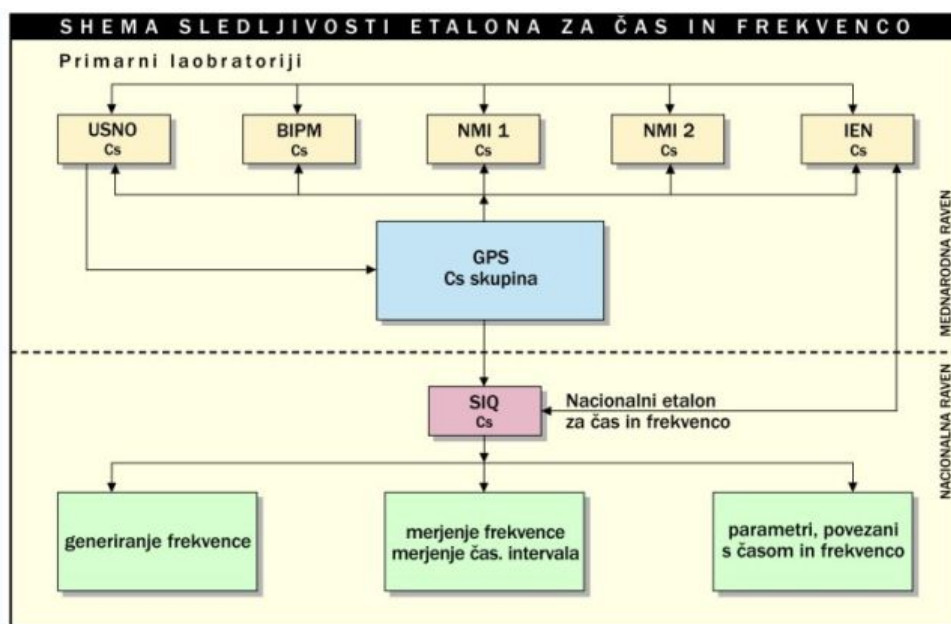 SHEMA SLEDLJIVOSTI ETALONA ZA ČAS IN FREKVENCO
Primarni laobratoriji
USNO
Cs
BIPM
Cs
NMI 1
Cs
NMI 2
Cs
IEN
Cs
GPS
Cs skupina
MEDNARODNA RAVEN
SIQ
Cs
Nacionalni etalon
za čas in frekvenco
NACIONALNA RAVEN
generiranje frekvence
merjenje frekvence
merjenje čas. intervala
parametri, povezani
s časom in frekvenco